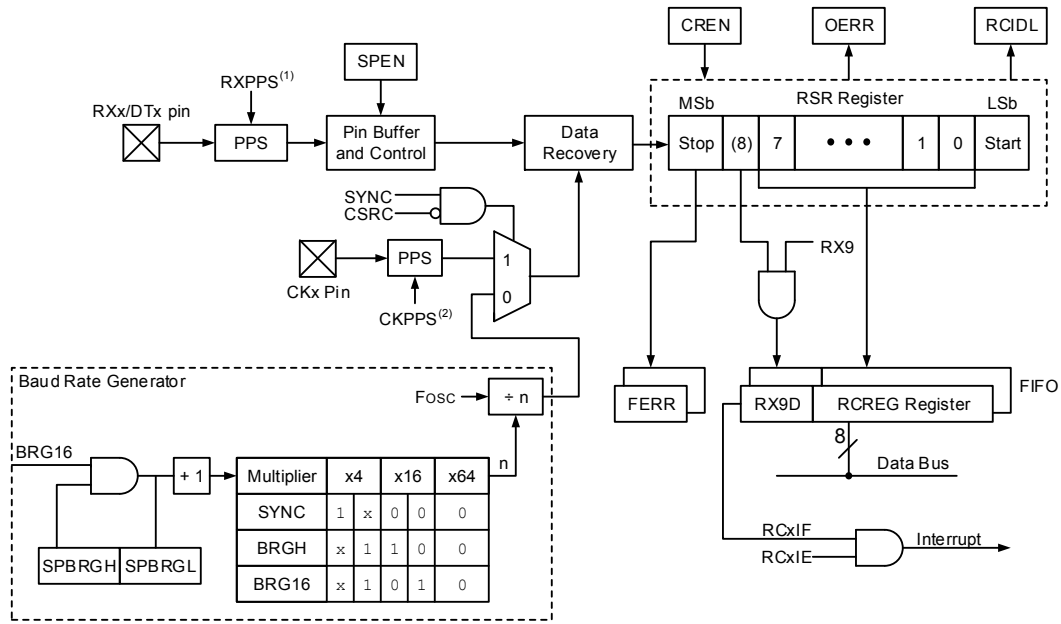 CREN
OERR
RCIDL
SPEN
RXPPS(1)
RXx/DTx pin
MSb
RSR Register
LSb
PPS
Pin Buffer
and Control
Data
Recovery
Stop
(8)
7
• • •
1
0
Start
SYNC
CSRC
RX9
PPS
1
0
CKx Pin
CKPPS(2)
Baud Rate Generator
Fosc
÷ n
FERR
RX9D
RCREG Register
FIFO
8
Data Bus
BRG16
+ 1
n
Multiplier x4 x16 x64
SYNC 1 x 0 0 0
BRGH x 1 1 0 0
BRG16 x 1 0 1 0
SPBRGH
SPBRGL
RCxIF
RCxIE
Interrupt